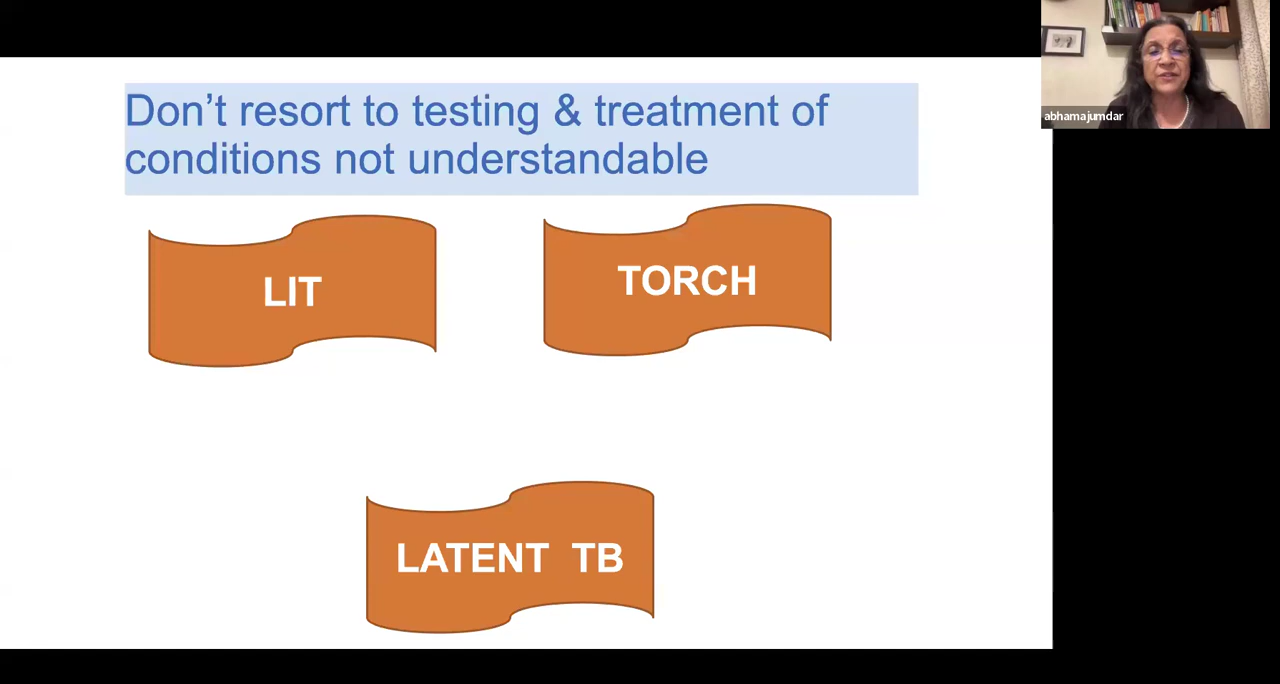 Don’t resort to testing & treatment of
conditions not understandable
LIT
TORCH
LATENT TB
abhamajumdar